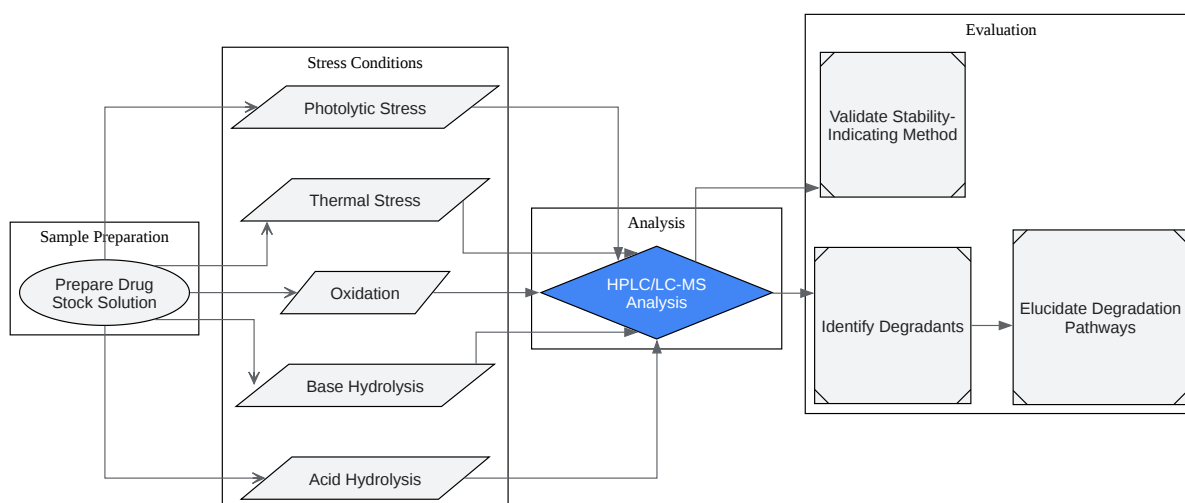 Sample Preparation
Prepare Drug
Stock Solution
Stress Conditions
Photolytic Stress
Thermal Stress
Oxidation
Base Hydrolysis
Acid Hydrolysis
Analysis
HPLC/LC-MS
Analysis
Evaluation
Validate Stability-
Indicating Method
Identify Degradants
Elucidate Degradation
Pathways